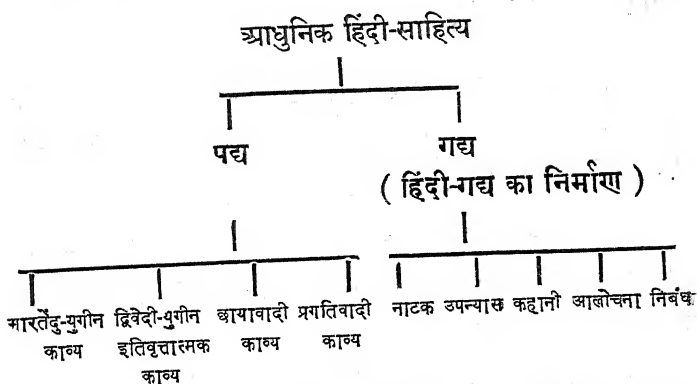 आधुनिक हिंदी-साहित्य
पद्य गद्य
( हिंदी-गद्य का निर्माण )
भारतेंदु-युगीन द्विवेदी-युगीन छायावादी प्रगतिवादी नाटक उपन्यास कहानी आलोचना निबंध
काव्य इतिवृत्तात्मक काव्य काव्य
काव्य